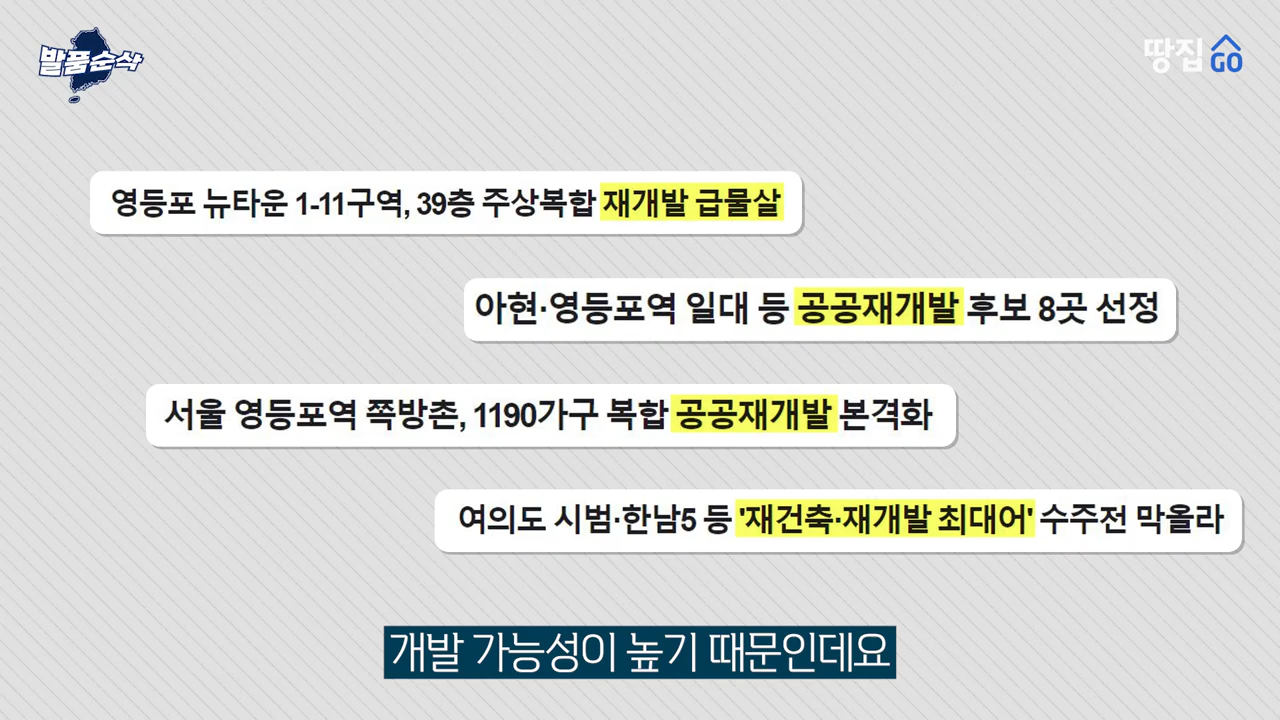 발품순삭
땅집GO
영등포 뉴타운 1-11구역, 39층 주상복합 재개발 급물살
아현·영등포역 일대 등 공공재개발 후보 8곳 선정
서울 영등포역 쪽방촌, 1190가구 복합 공공재개발 본격화
여의도 시범·한남5 등 '재건축·재개발 최대어' 수주전 막올라
개발 가능성이 높기 때문인데요